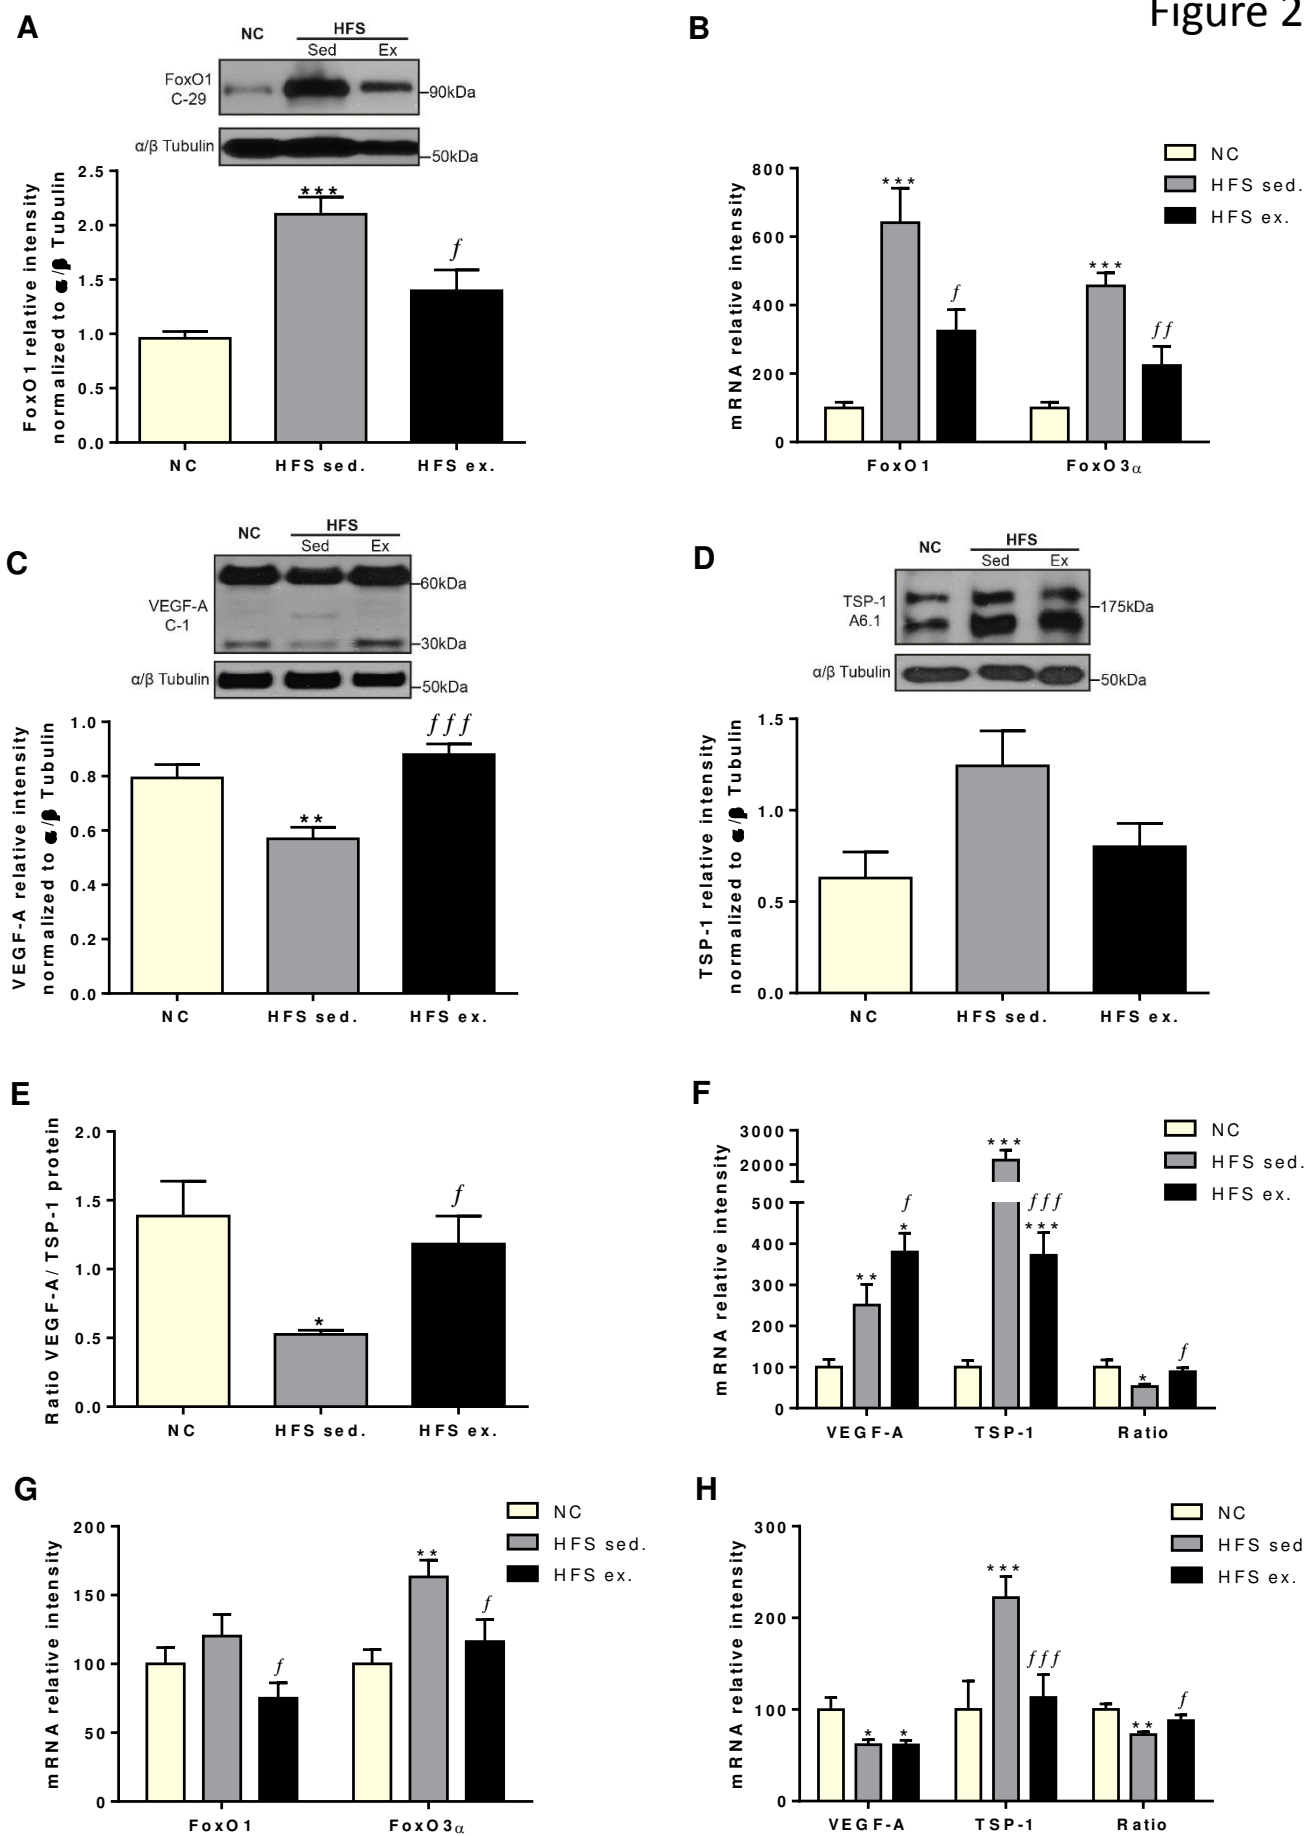 Figure 2
A
NC
HFS
Sed
Ex
FoxO1
C-29
90kDa
α/β Tubulin
50kDa
FoxO1 relative intensity
normalized to α/β Tubulin
2.5
2.0
1.5
1.0
0.5
0.0
***
f
NC
HFS sed.
HFS ex.
B
NC
HFS sed.
HFS ex.
mRNA relative intensity
800
600
400
200
0
***
f
***
ff
FoxO1
FoxO3α
C
NC
HFS
Sed
Ex
VEGF-A
C-1
60kDa
30kDa
α/β Tubulin
50kDa
VEGF-A relative intensity
normalized to α/β Tubulin
1.0
0.8
0.6
0.4
0.2
0.0
**
fff
NC
HFS sed.
HFS ex.
D
NC
HFS
Sed
Ex
TSP-1
A6.1
175kDa
α/β Tubulin
50kDa
TSP-1 relative intensity
normalized to α/β Tubulin
1.5
1.0
0.5
0.0
NC
HFS sed.
HFS ex.
E
Ratio VEGF-A/ TSP-1 protein
2.0
1.5
1.0
0.5
0.0
*
f
NC
HFS sed.
HFS ex.
F
NC
HFS sed.
HFS ex.
mRNA relative intensity
3000
2000
500
400
300
200
100
0
**
f
*
***
fff
***
*
f
VEGF-A
TSP-1
Ratio
G
NC
HFS sed.
HFS ex.
mRNA relative intensity
200
150
100
50
0
f
**
f
FoxO1
FoxO3α
H
NC
HFS sed
HFS ex.
mRNA relative intensity
300
200
100
0
*
*
***
fff
**
f
VEGF-A
TSP-1
Ratio